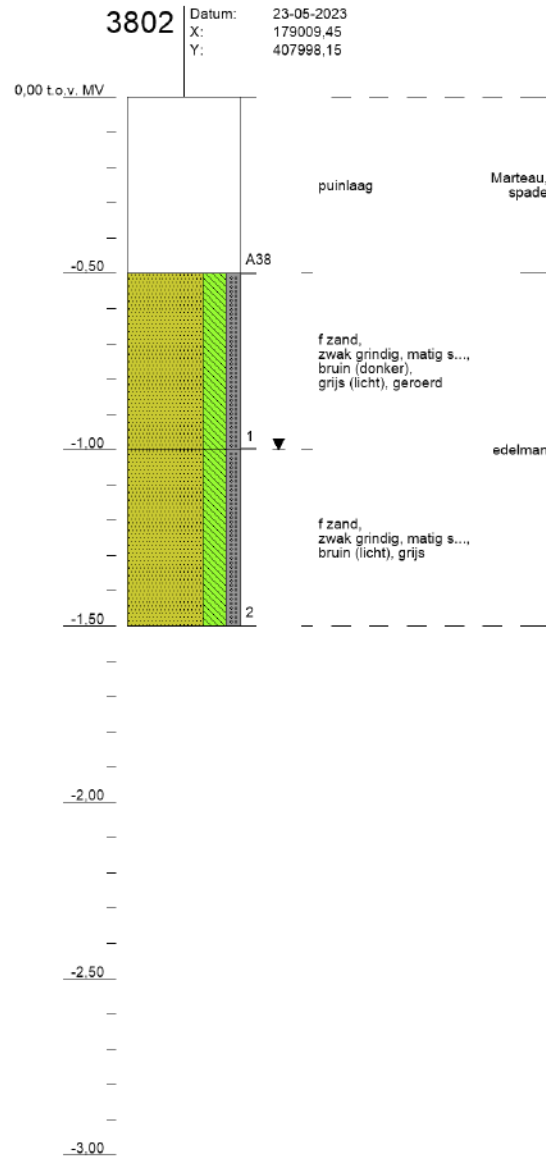 3802
Datum: 23-05-2023
X: 179009,45
Y: 407998,15
0,00 t.o.v. MV
puinlaag
Marteau,
spade
A38
-0,50
f zand,
zwak grindig, matig s...,
bruin (donker),
grijs (licht), geroerd
1
-1,00
edelman
f zand,
zwak grindig, matig s...,
bruin (licht), grijs
2
-1,50
-2,00
-2,50
-3,00